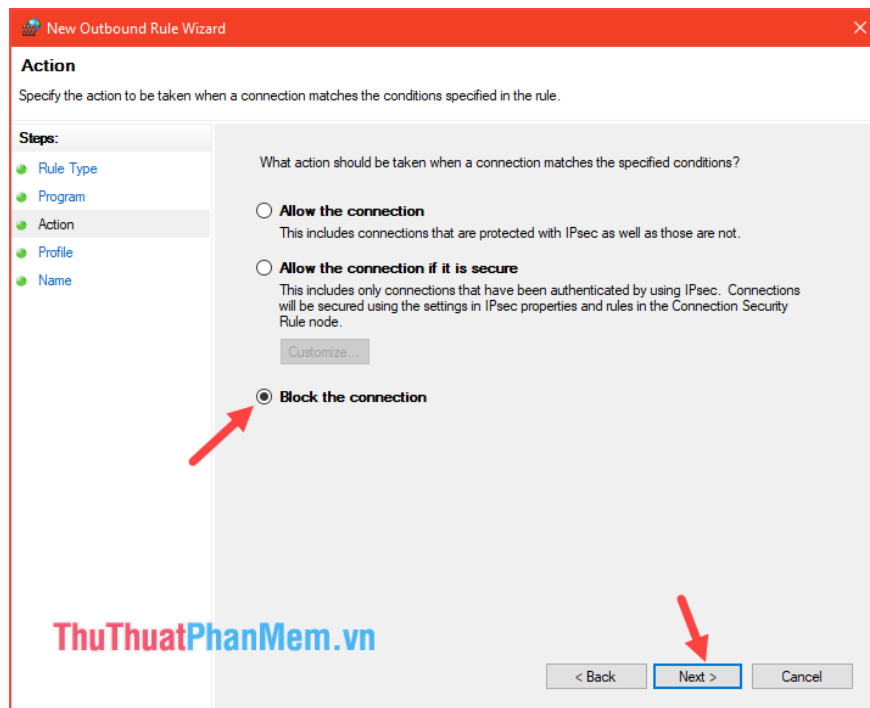 New Outbound Rule Wizard
Action
Specify the action to be taken when a connection matches the conditions specified in the rule.
Steps:
Rule Type
Program
Action
Profile
Name
What action should be taken when a connection matches the specified conditions?
Allow the connection
This includes connections that are protected with IPsec as well as those are not.
Allow the connection if it is secure
This includes only connections that have been authenticated by using IPsec. Connections
will be secured using the settings in IPsec properties and rules in the Connection Security
Rule node.
Customize...
Block the connection
ThuThuatPhanMem.vn
< Back
Next >
Cancel